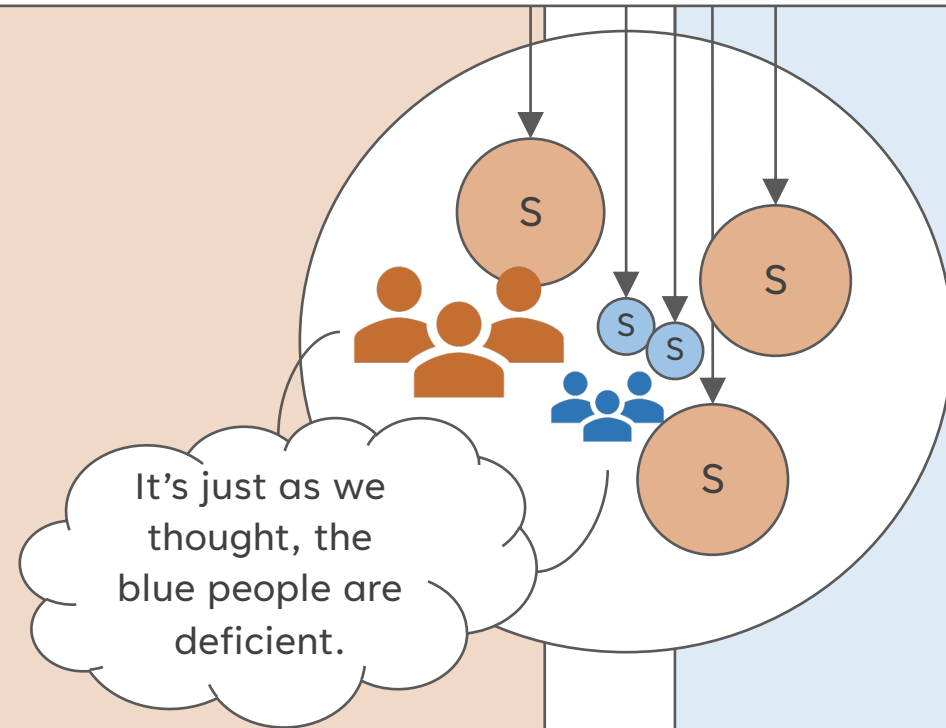 S
S
S
S
S
It’s just as we
thought, the
blue people are
deficient.